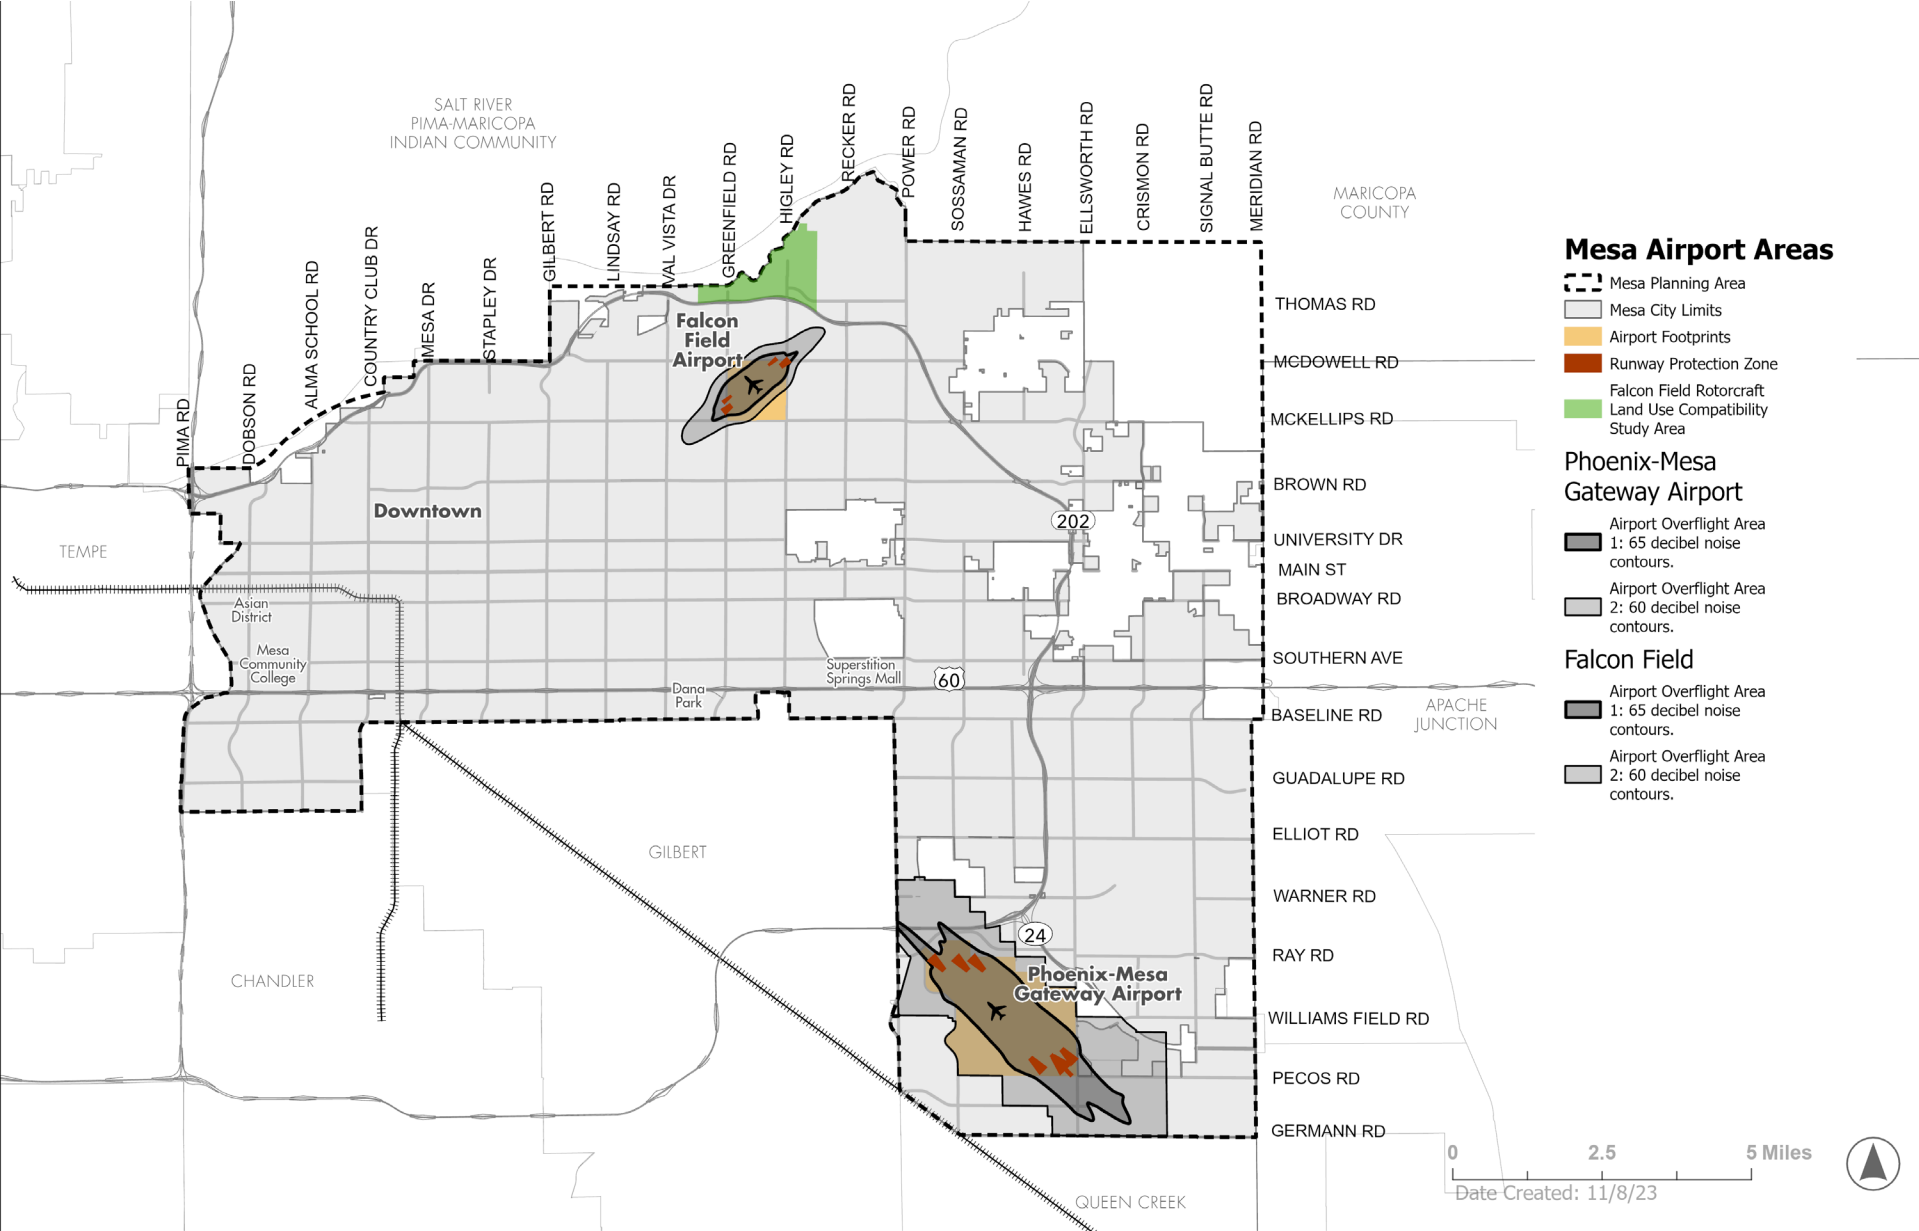 SALT RIVER
PIMA-MARICOPA
INDIAN COMMUNITY
MARICOPA
COUNTY
PIMA RD
DOBSON RD
ALMA SCHOOL RD
COUNTRY CLUB DR
MESA DR
STAPLEY DR
GILBERT RD
LINDSAY RD
VAL VISTA DR
GREENFIELD RD
HIGLEY RD
RECKER RD
POWER RD
SOSSAMAN RD
HAWES RD
ELLSWORTH RD
CRISMON RD
SIGNAL BUTTE RD
MERIDIAN RD
THOMAS RD
MCDOWELL RD
MCKELLIPS RD
BROWN RD
UNIVERSITY DR
MAIN ST
BROADWAY RD
SOUTHERN AVE
BASELINE RD
GUADALUPE RD
ELLIOT RD
WARNER RD
RAY RD
WILLIAMS FIELD RD
PECOS RD
GERMANN RD
Falcon
Field
Airport
Downtown
202
TEMPE
Asian
District
Mesa
Community
College
Dana
Park
Superstition
Springs Mall
60
APACHE
JUNCTION
GILBERT
CHANDLER
24
Phoenix-Mesa
Gateway Airport
QUEEN CREEK
Mesa Airport Areas
Mesa Planning Area
Mesa City Limits
Airport Footprints
Runway Protection Zone
Falcon Field Rotorcraft
Land Use Compatibility
Study Area
Phoenix-Mesa
Gateway Airport
Airport Overflight Area
1: 65 decibel noise
contours.
Airport Overflight Area
2: 60 decibel noise
contours.
Falcon Field
Airport Overflight Area
1: 65 decibel noise
contours.
Airport Overflight Area
2: 60 decibel noise
contours.
0 2.5 5 Miles
Date Created: 11/8/23